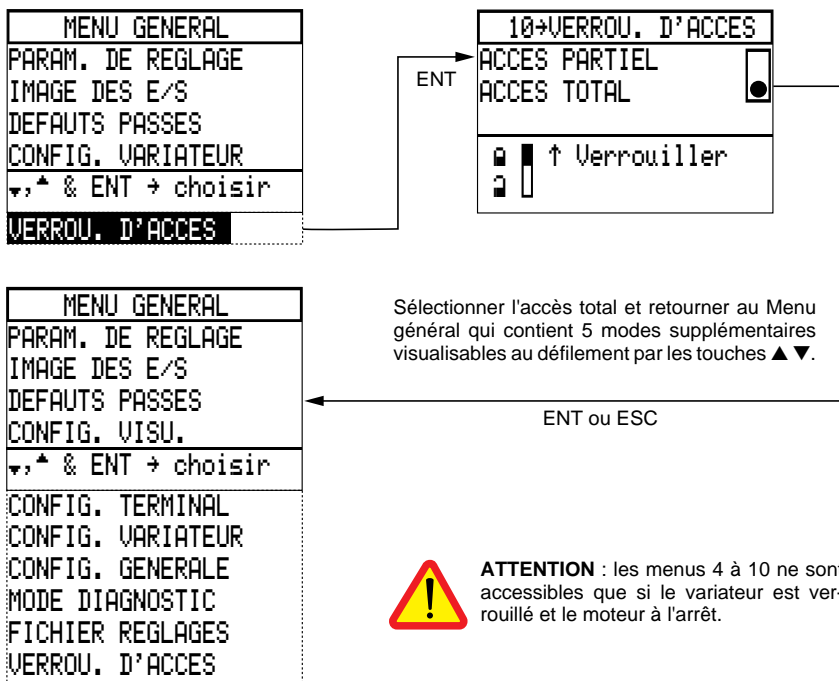 MENU GENERAL
PARAM. DE REGLAGE
IMAGE DES E/S
DEFAUTS PASSES
CONFIG. VARIATEUR
▼,▲ & ENT → choisir
VERROU. D'ACCES
ENT
10→VERROU. D'ACCES
ACCES PARTIEL
ACCES TOTAL
↑ Verrouiller
MENU GENERAL
PARAM. DE REGLAGE
IMAGE DES E/S
DEFAUTS PASSES
CONFIG. VISU.
▼,▲ & ENT → choisir
CONFIG. TERMINAL
CONFIG. VARIATEUR
CONFIG. GENERALE
MODE DIAGNOSTIC
FICHIER REGLAGES
VERROU. D'ACCES
Sélectionner l'accès total et retourner au Menu
général qui contient 5 modes supplémentaires
visualisables au défilement par les touches ▲ ▼.
ENT ou ESC
ATTENTION : les menus 4 à 10 ne sont
accessibles que si le variateur est ver-
rouillé et le moteur à l'arrêt.